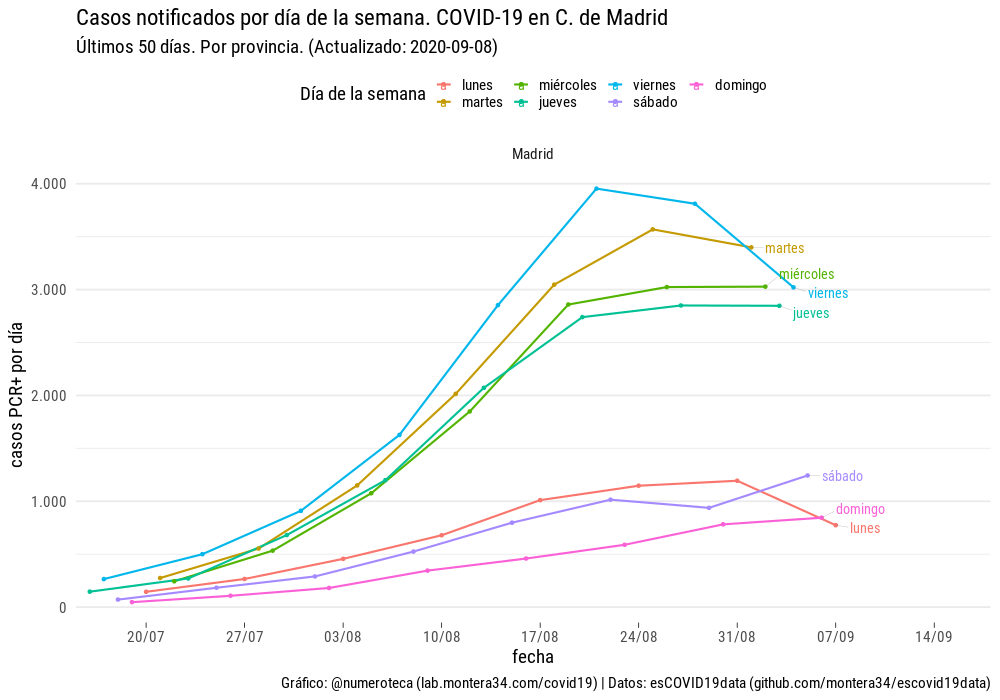 Casos notificados por día de la semana. COVID-19 en C. de Madrid
Últimos 50 días. Por provincia. (Actualizado: 2020-09-08)
Día de la semana
lunes
miércoles
viernes
domingo
martes
jueves
sábado
Madrid
4.000
3.000
2.000
1.000
0
casos PCR+ por día
martes
miércoles
viernes
jueves
sábado
domingo
lunes
20/07
27/07
03/08
10/08
17/08
24/08
31/08
07/09
14/09
fecha
Gráfico: @numeroteca (lab.montera34.com/covid19) | Datos: esCOVID19data (github.com/montera34/escovid19data)